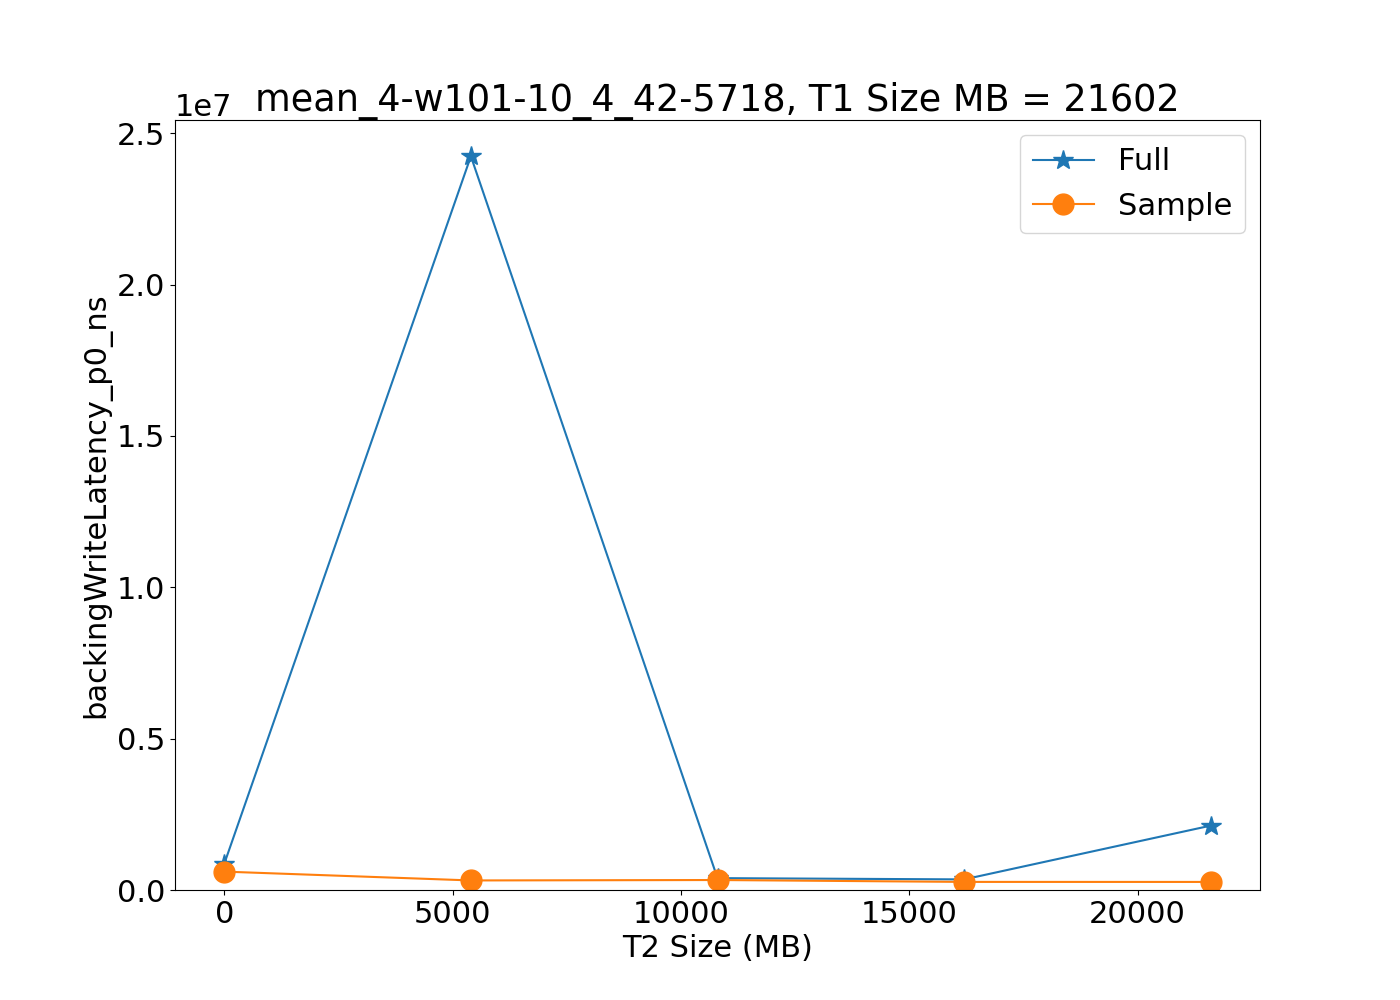 1e7
mean_4-w101-10_4_42-5718, T1 Size MB = 21602
Full
Sample
2.5
2.0
1.5
1.0
0.5
0.0
backingWriteLatency_p0_ns
0 5000 10000 15000 20000
T2 Size (MB)